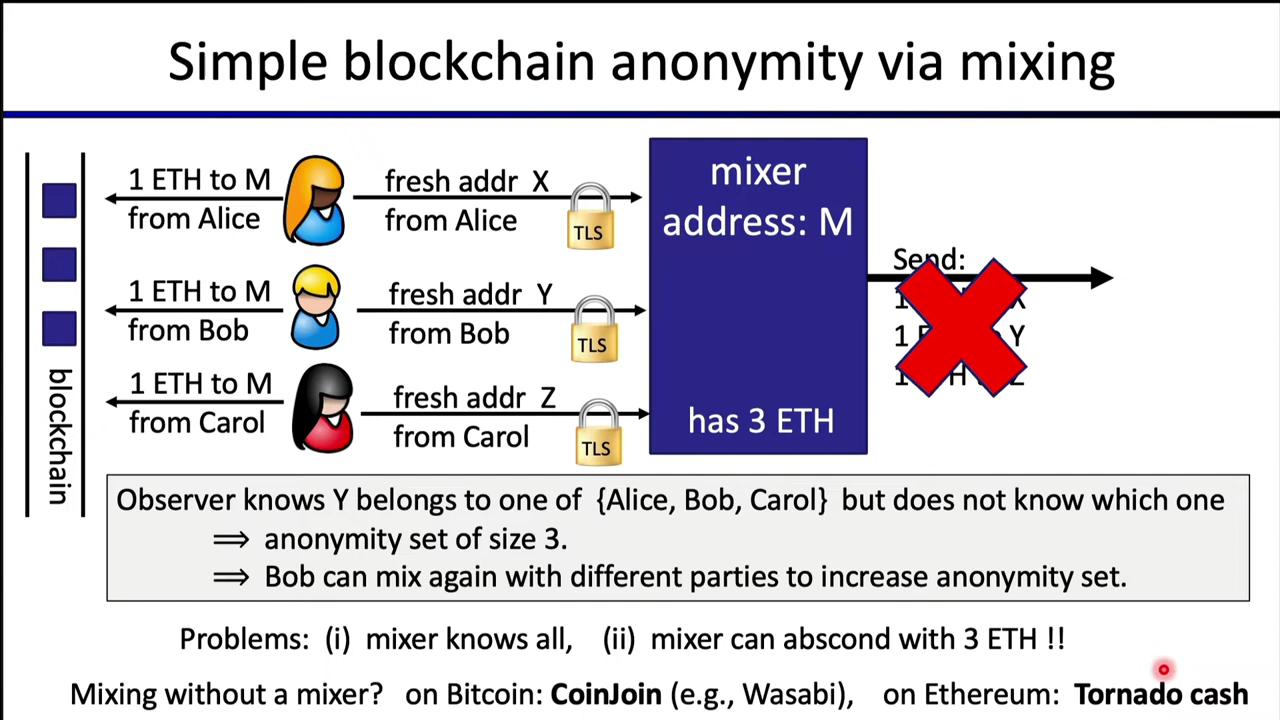 Simple blockchain anonymity via mixing
1 ETH to M
from Alice
fresh addr X
from Alice
TLS
mixer
address: M
Send:
1 ETH to M
from Bob
fresh addr Y
from Bob
TLS
1 Y
1 ETH to M
from Carol
fresh addr Z
from Carol
TLS
has 3 ETH
blockchain
Observer knows Y belongs to one of {Alice, Bob, Carol} but does not know which one
⟹ anonymity set of size 3.
⟹ Bob can mix again with different parties to increase anonymity set.
Problems: (i) mixer knows all, (ii) mixer can abscond with 3 ETH !!
Mixing without a mixer? on Bitcoin: CoinJoin (e.g., Wasabi), on Ethereum: Tornado cash